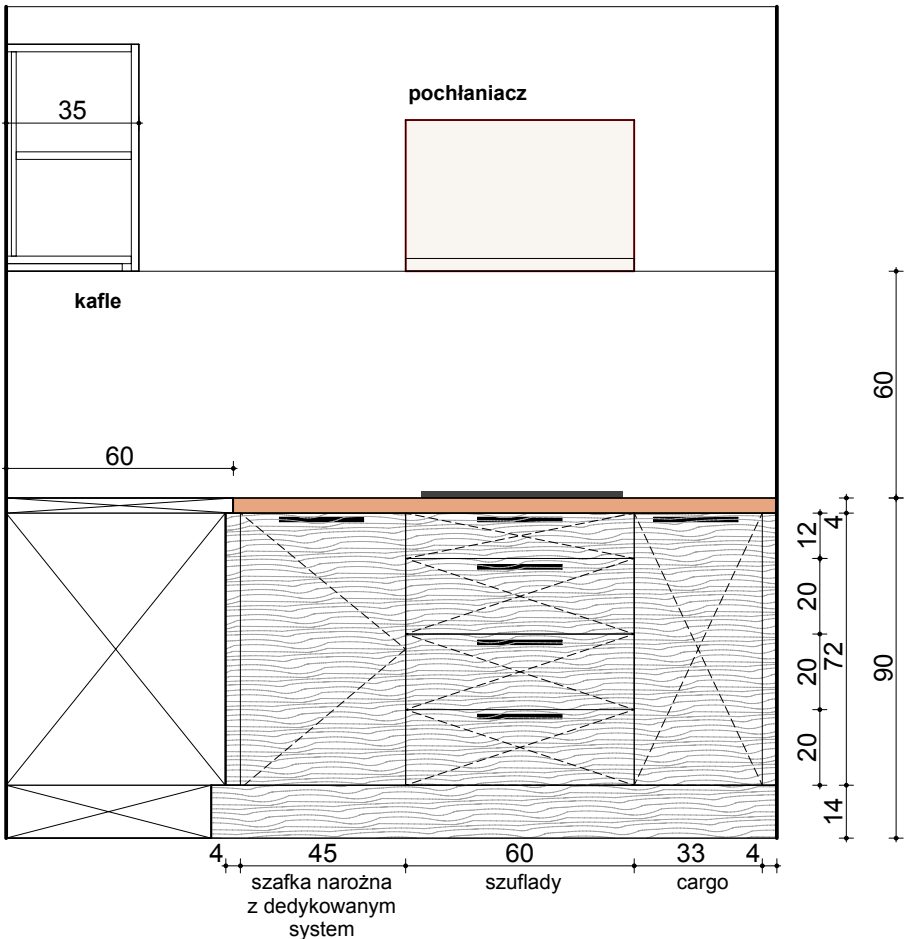 pochłaniacz
35
kafle
60
60
12
4
20
20
72
20
90
14
4
45
60
33
4
szafka narożna
z dedykowanym
system
szuflady
cargo